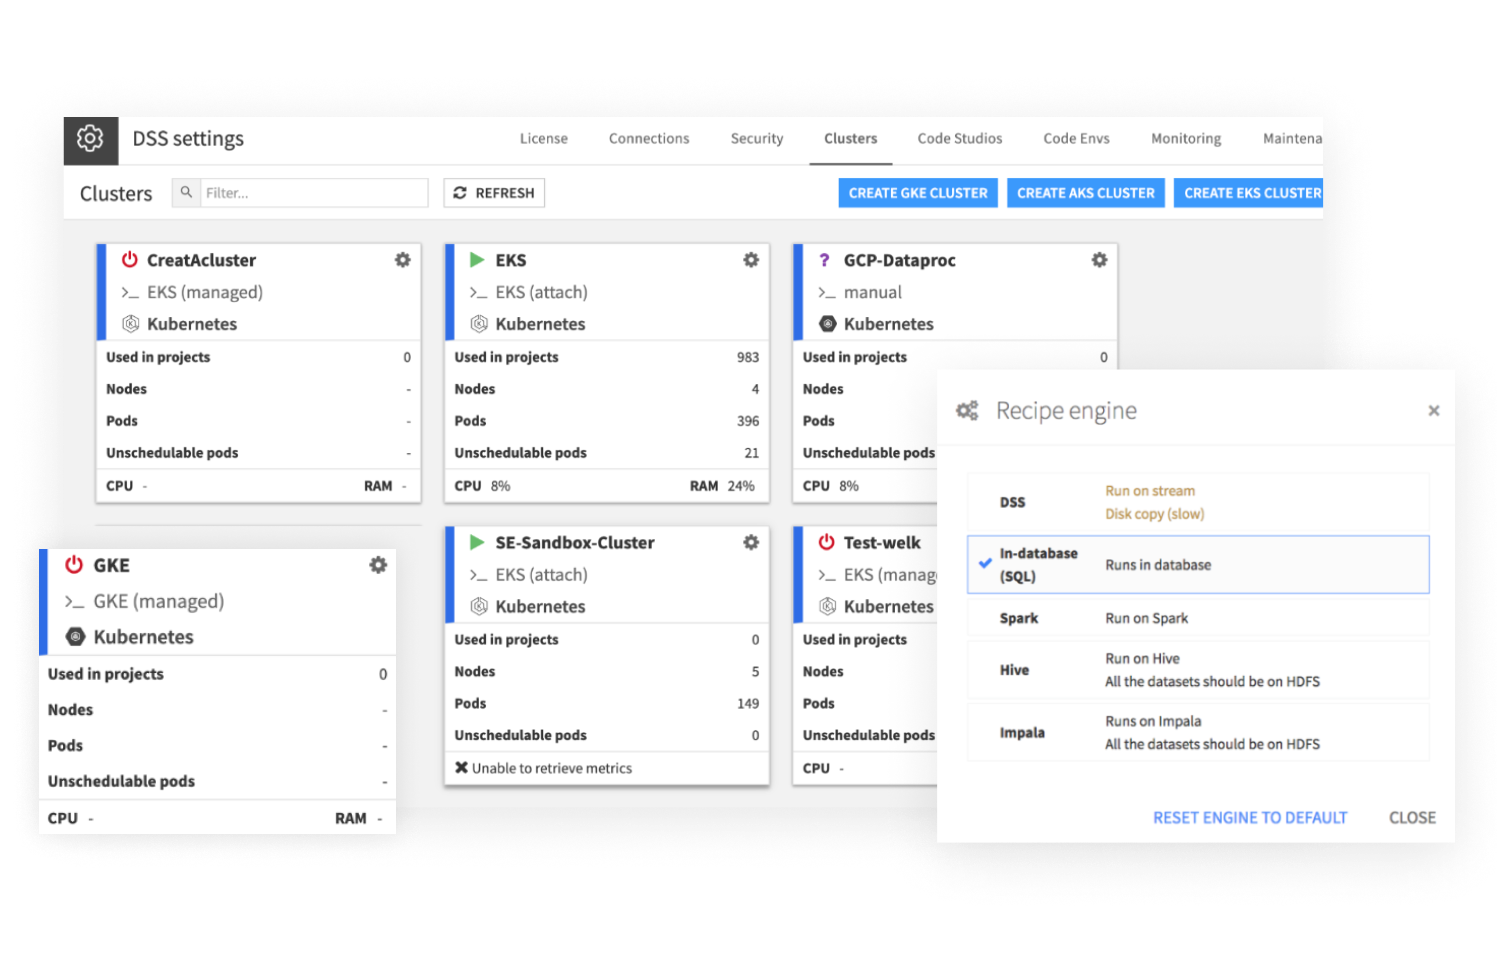 DSS settings
License Connections Security Clusters Code Studios Code Envs Monitoring Maintena
Clusters Filter... REFRESH CREATE GKE CLUSTER CREATE AKS CLUSTER CREATE EKS CLUSTER
CreatAcluster
>_ EKS (managed)
Kubernetes
Used in projects 0
Nodes -
Pods -
Unschedulable pods -
CPU - RAM -
EKS
>_ EKS (attach)
Kubernetes
Used in projects 983
Nodes 4
Pods 396
Unschedulable pods 21
CPU 8% RAM 24%
? GCP-Dataproc
>_ manual
Kubernetes
Used in projects 0
Nodes
Pods
Unschedulable pods
CPU 8%
GKE
>_ GKE (managed)
Kubernetes
Used in projects 0
Nodes -
Pods -
Unschedulable pods -
CPU - RAM -
SE-Sandbox-Cluster
>_ EKS (attach)
Kubernetes
Used in projects 0
Nodes 5
Pods 149
Unschedulable pods 0
Unable to retrieve metrics
Test-welk
>_ EKS (manag
Kubernetes
Used in projects
Nodes
Pods
Unschedulable pods
CPU -
Recipe engine ×
DSS
Run on stream
Disk copy (slow)
In-database
(SQL)
Runs in database
Spark Run on Spark
Hive
Run on Hive
All the datasets should be on HDFS
Impala
Runs on Impala
All the datasets should be on HDFS
RESET ENGINE TO DEFAULT CLOSE